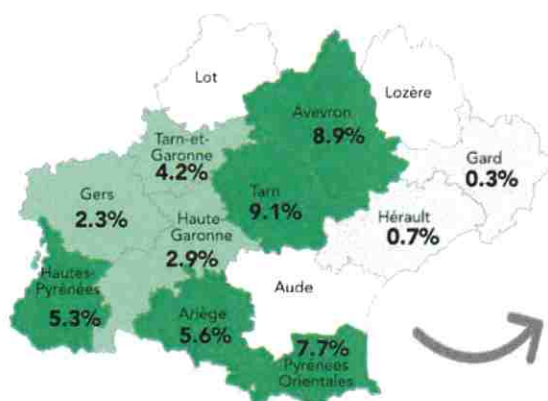 Lot
Lozère
Aveyron
8.9%
Tarn-et-
Garonne
4.2%
Gard
0.3%
Gers
2.3%
Tarn
9.1%
Hérault
0.7%
Haute-
Garonne
2.9%
Hautes-
Pyrénées
5.3%
Aude
Ariège
5.6%
7.7%
Pyrénées
Orientales